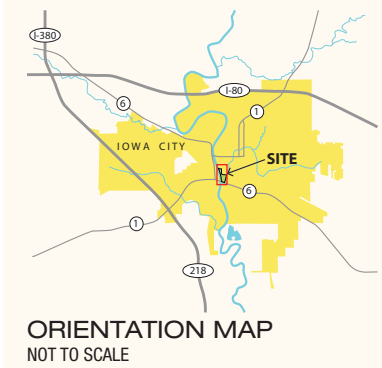 I-380
I-80
6
1
IOWA CITY
SITE
6
1
218
ORIENTATION MAP
NOT TO SCALE